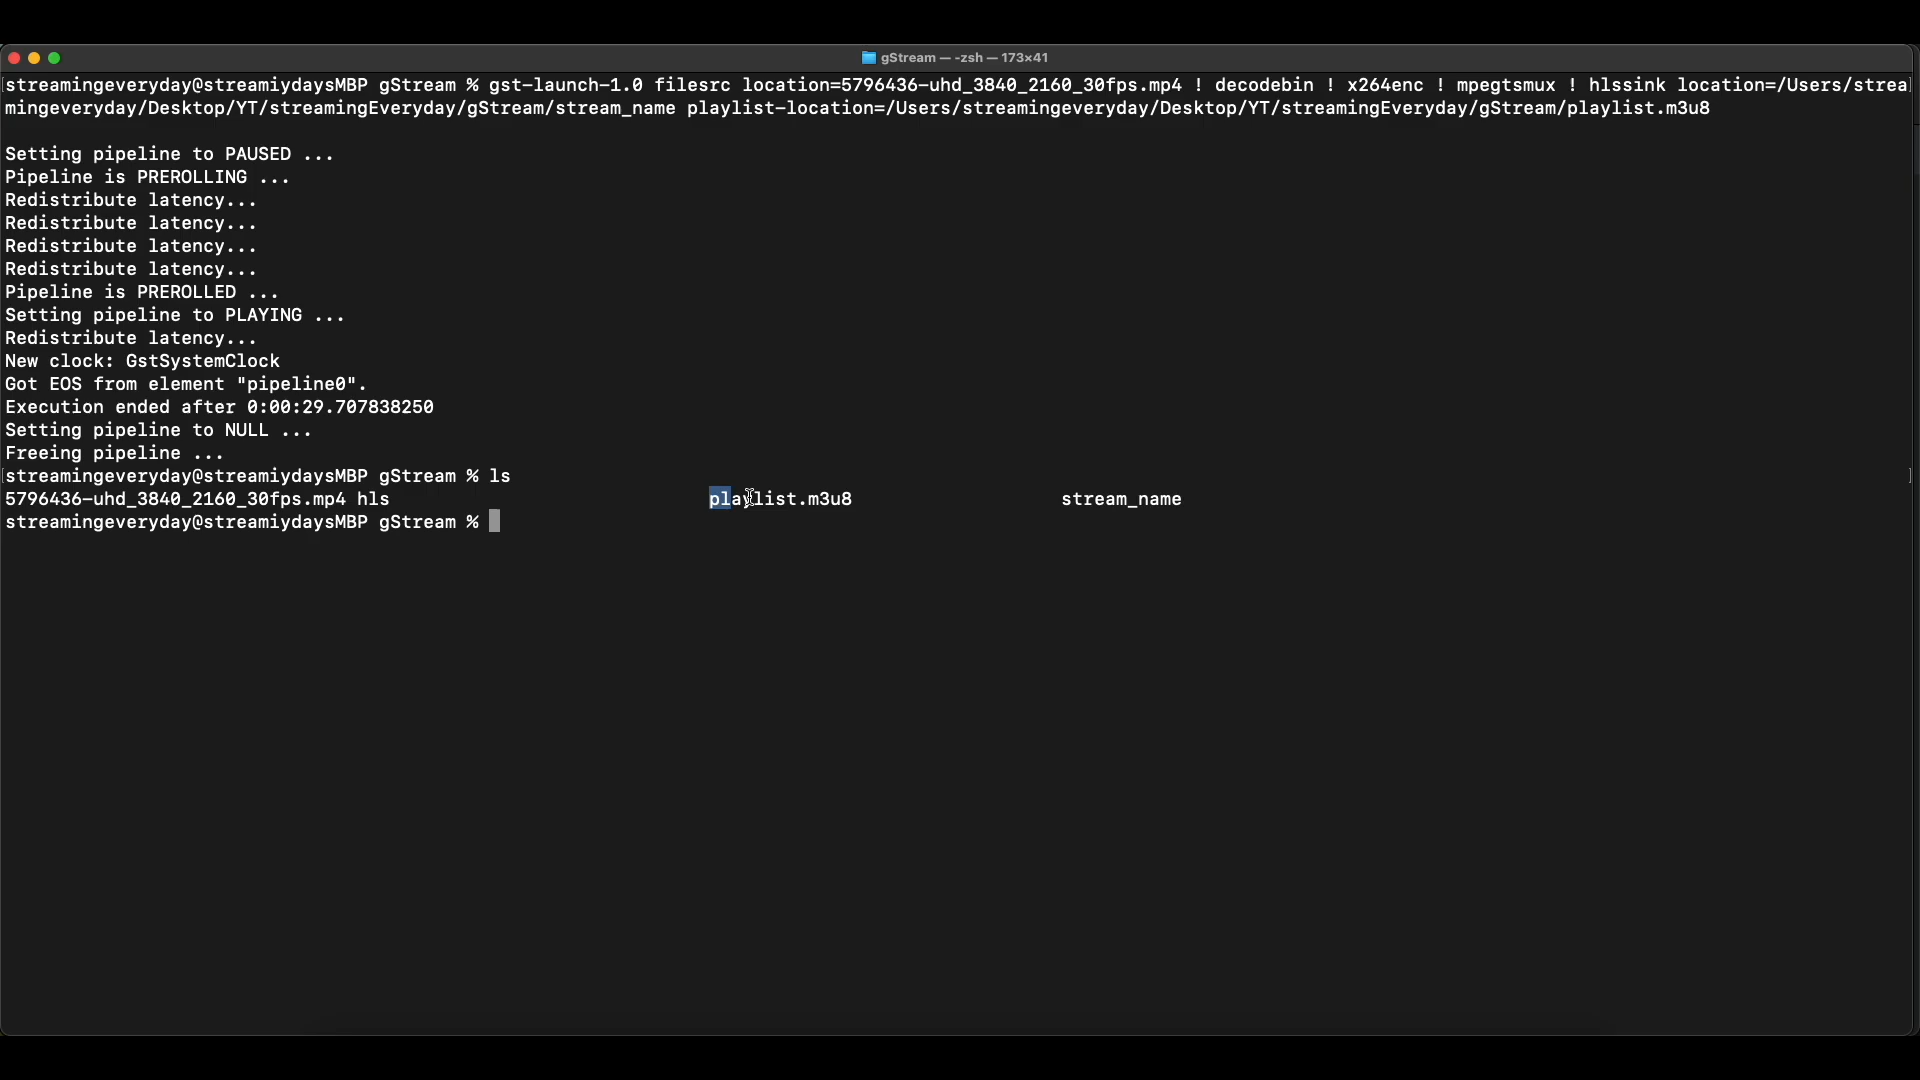 gStream — -zsh — 173×41
streamingeveryday@streamiydaysMBP gStream % gst-launch-1.0 filesrc location=5796436-uhd_3840_2160_30fps.mp4 ! decodebin ! x264enc ! mpegtsmux ! hlssink location=/Users/strea
mingeveryday/Desktop/YT/streamingEveryday/gStream/stream_name playlist-location=/Users/streamingeveryday/Desktop/YT/streamingEveryday/gStream/playlist.m3u8
Setting pipeline to PAUSED ...
Pipeline is PREROLLING ...
Redistribute latency...
Redistribute latency...
Redistribute latency...
Redistribute latency...
Pipeline is PREROLLED ...
Setting pipeline to PLAYING ...
Redistribute latency...
New clock: GstSystemClock
Got EOS from element "pipeline0".
Execution ended after 0:00:29.707838250
Setting pipeline to NULL ...
Freeing pipeline ...
streamingeveryday@streamiydaysMBP gStream % ls
5796436-uhd_3840_2160_30fps.mp4 hls playlist.m3u8 stream_name
streamingeveryday@streamiydaysMBP gStream %